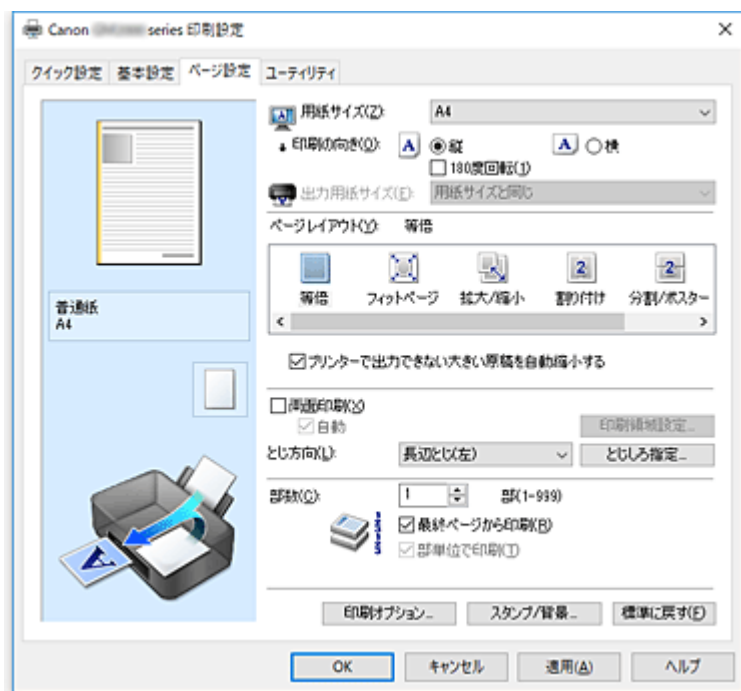 Canon series 印刷設定
クイック設定 基本設定 ページ設定 ユーティリティ
用紙サイズ(Z): A4
印刷の向き(O): A 縦 A 横
180度回転(1)
出力用紙サイズ(E): 用紙サイズと同じ
ページレイアウト(Y): 等倍
等倍 フィットページ 拡大/縮小 割り付け 分割/ポスター
普通紙
A4
プリンターで出力できない大きい原稿を自動縮小する
両面印刷(X)
自動 印刷領域設定...
とじ方向(L): 長辺とじ(左) とじしろ指定...
部数(C): 1 部(1-999)
最終ページから印刷(R)
部単位で印刷(T)
印刷オプション... スタンプ/背景... 標準に戻す(F)
OK キャンセル 適用(A) ヘルプ